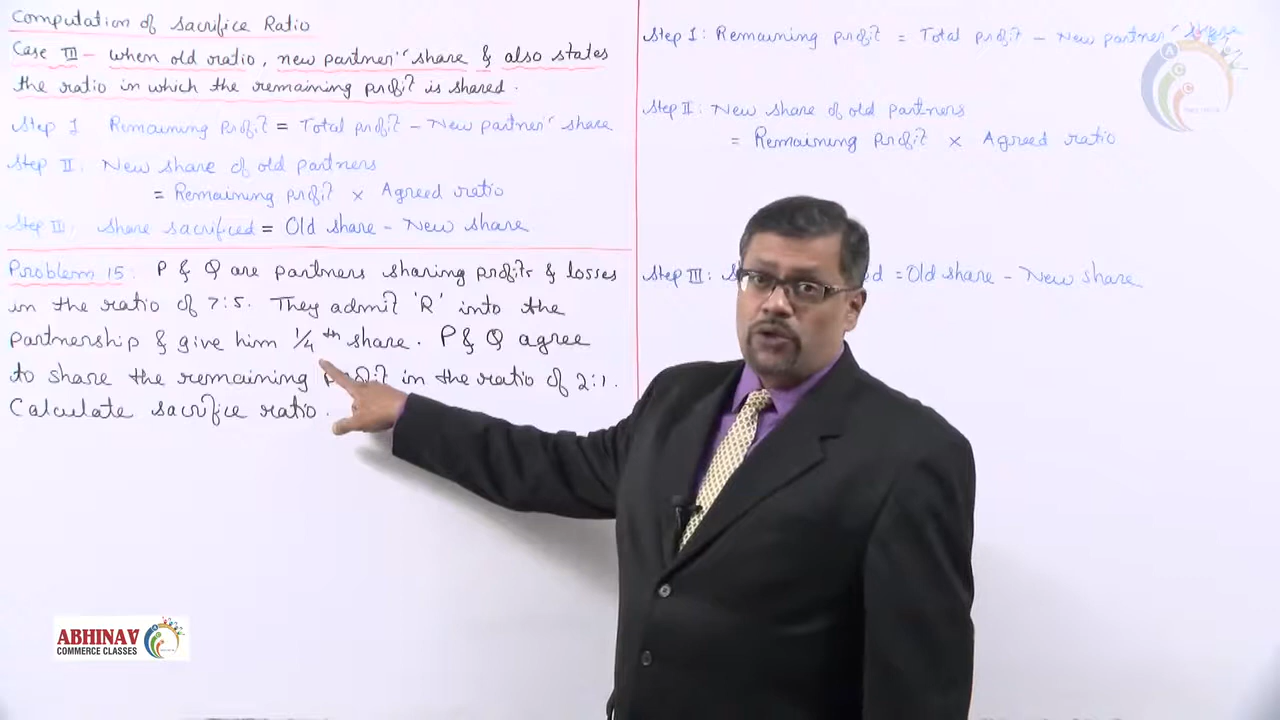 Computation of sacrifice Ratio
Case III - when old ratio, new partner's share & also states
the ratio in which the remaining profit is shared.
Step I Remaining profit = Total profit - New partner's share
Step II: New share of old partners
= Remaining profit × Agreed ratio
Step III: Share sacrificed = Old share - New share
Problem 15: P & Q are partners sharing profits & losses
in the ratio of 7:5. They admit 'R' into the
partnership & give him 1/4 th share. P & Q agree
to share the remaining profit in the ratio of 2:1.
Calculate sacrifice ratio.
Step I: Remaining profit = Total profit - New partner's share
Step II: New share of old partners
= Remaining profit × Agreed ratio
Step III: = Old share - New share
ABHINAV
COMMERCE CLASSES
A
C
C